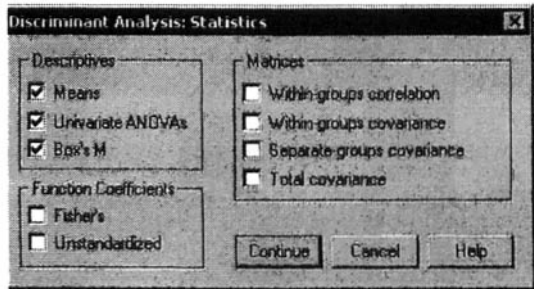 Discriminant Analysis: Statistics
Descriptives
Means
Univariate ANOVAs
Box's M
Function Coefficients
Fisher's
Unstandardized
Matrices
Within-groups correlation
Within-groups covariance
Separate-groups covariance
Total covariance
Continue
Cancel
Help